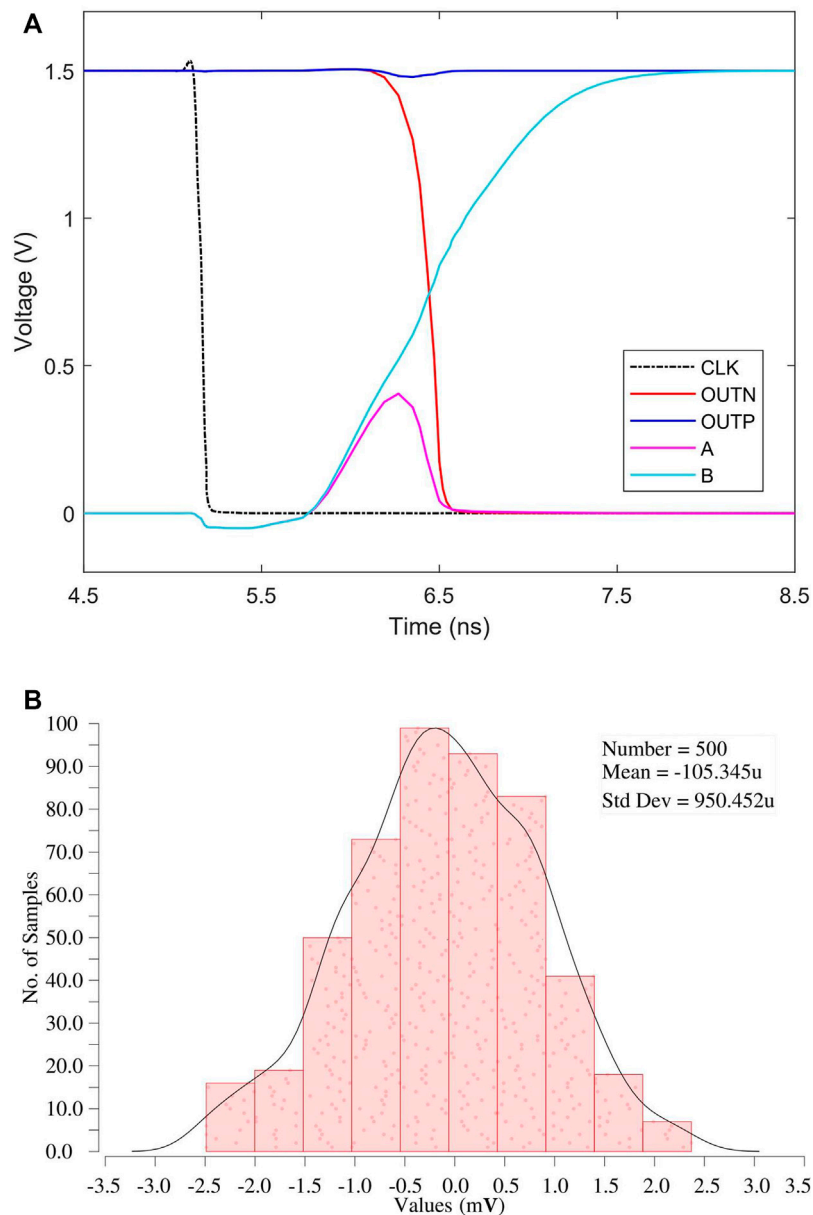 A
1.5
1
0.5
0
Voltage (V)
CLK
OUTN
OUTP
A
B
4.5 5.5 6.5 7.5 8.5
Time (ns)
B
100
90.0
80.0
70.0
60.0
50.0
40.0
30.0
20.0
10.0
0.0
No. of Samples
Number = 500
Mean = -105.345u
Std Dev = 950.452u
-3.5 -3.0 -2.5 -2.0 -1.5 -1.0 -0.5 0.0 0.5 1.0 1.5 2.0 2.5 3.0 3.5
Values (mV)